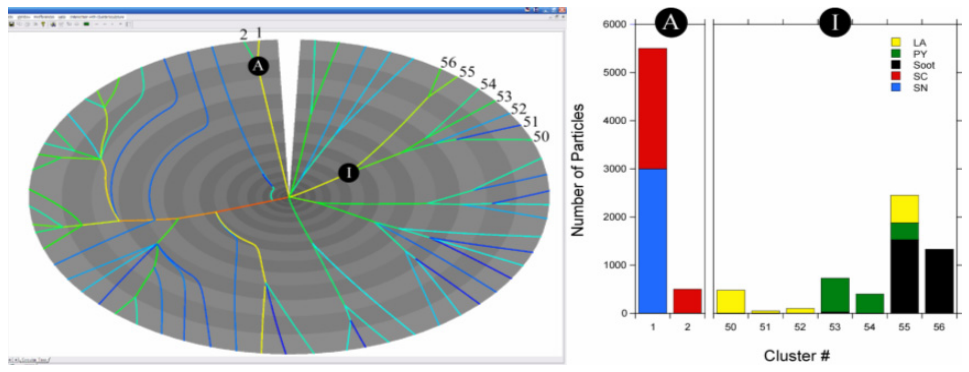 2 1
A
I
56
55
54
53
52
51
50
A
I
LA
PY
Soot
SC
SN
Number of Particles
6000
5000
4000
3000
2000
1000
0
1 2 50 51 52 53 54 55 56
Cluster #